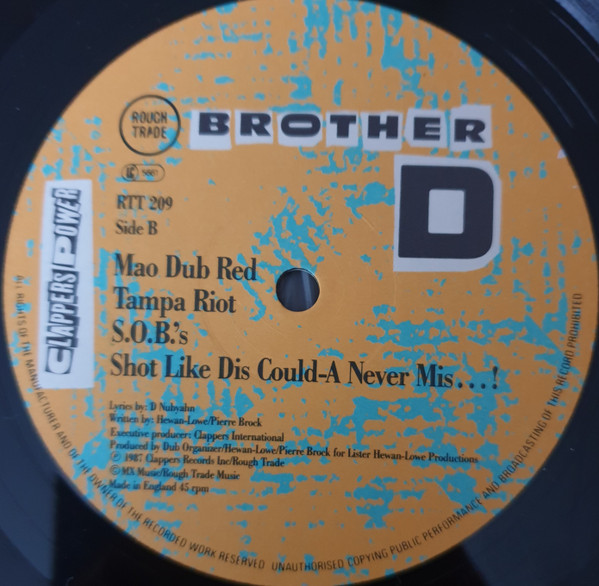 ROUGH
TRADE
BROTHER
D
RTT 209
Side B
CLAPPERS POWER
Mao Dub Red
Tampa Riot
S.O.B.'s
Shot Like Dis Could-A Never Mis...!
Lyrics by: D Nubyahn
Written by: Hewan-Lowe/Pierre Brock
Executive producer: Clappers International
Produced by Dub Organizer/Hewan-Lowe/Pierre Brock for Lister Hewan-Lowe Productions
℗ 1987 Clappers Records Inc/Rough Trade
© MX Music/Rough Trade Music
Made in England 45 rpm
ALL RIGHTS OF THE MANUFACTURER AND OF THE OWNER OF THE RECORDED WORK RESERVED UNAUTHORISED COPYING PUBLIC PERFORMANCE AND BROADCASTING OF THIS RECORD PROHIBITED